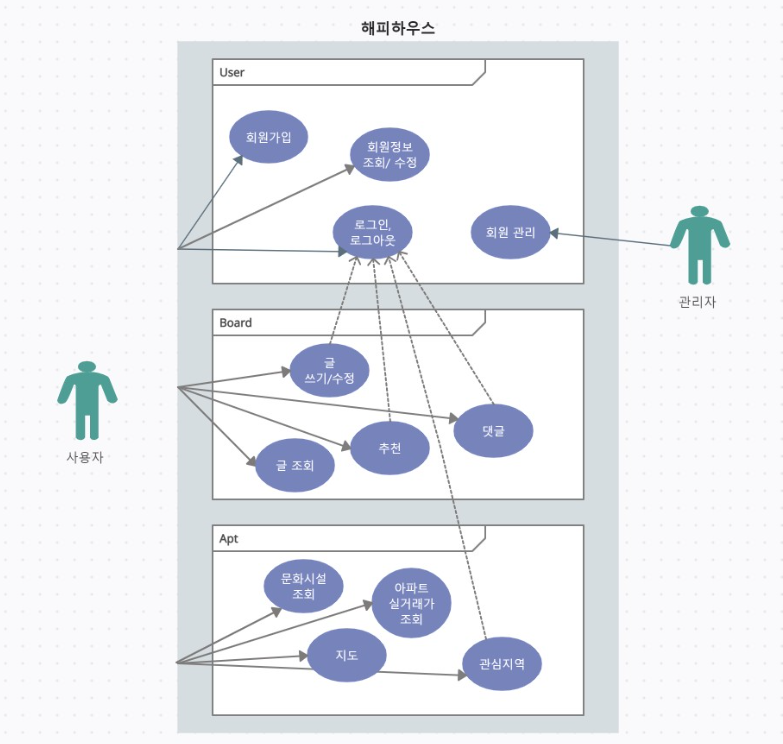 해피하우스
User
회원가입
회원정보
조회/ 수정
로그인,
로그아웃
회원 관리
관리자
Board
글
쓰기/수정
댓글
추천
글 조회
사용자
Apt
문화시설
조회
아파트
실거래가
조회
지도
관심지역